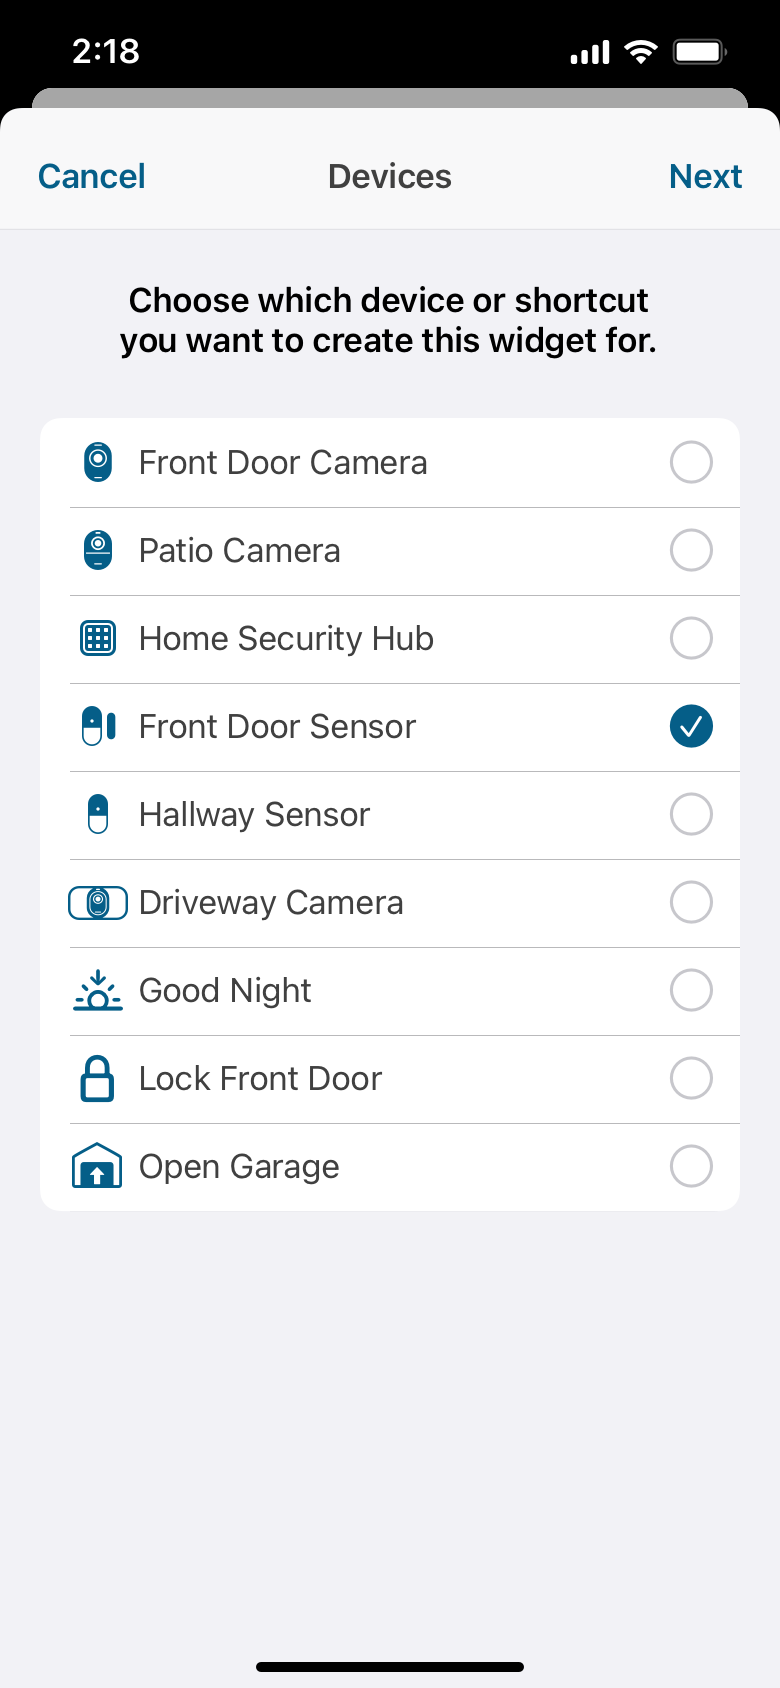 2:18
Cancel
Devices
Next
Choose which device or shortcut
you want to create this widget for.
Front Door Camera
Patio Camera
Home Security Hub
Front Door Sensor
Hallway Sensor
Driveway Camera
Good Night
Lock Front Door
Open Garage